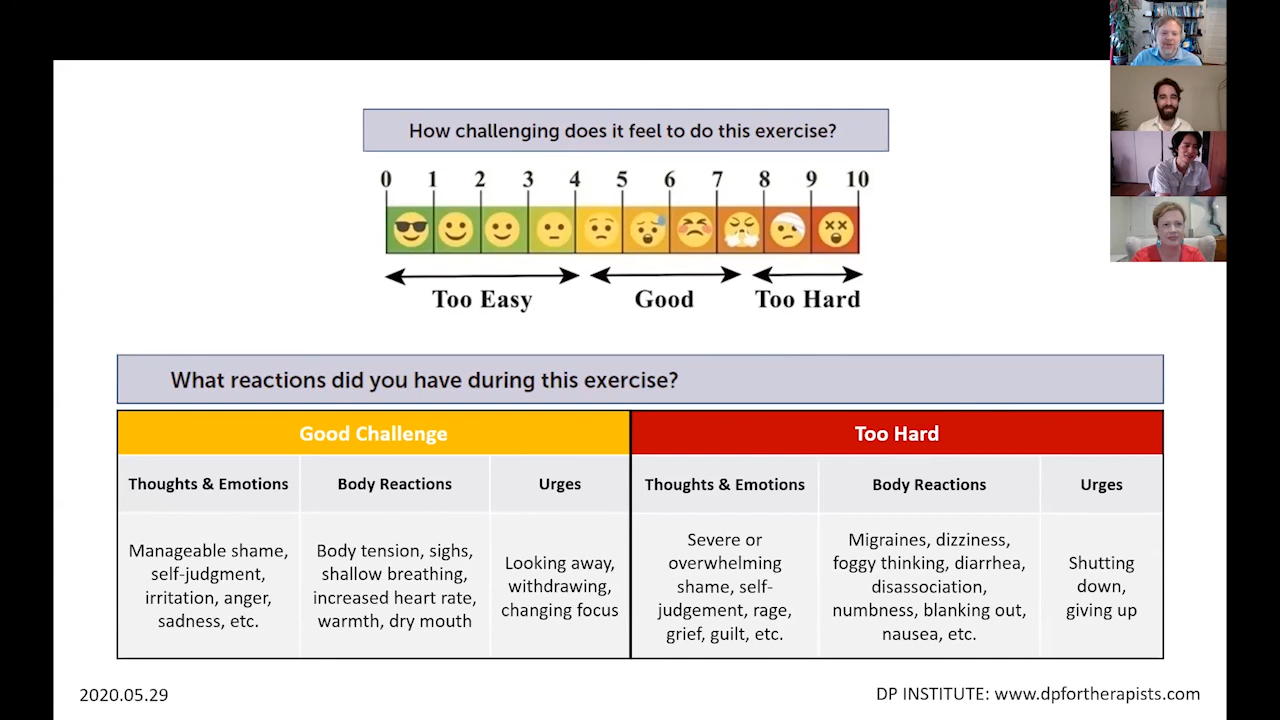 How challenging does it feel to do this exercise?
0 1 2 3 4 5 6 7 8 9 10
Too Easy Good Too Hard
What reactions did you have during this exercise?
Good Challenge Too Hard
Thoughts & Emotions Body Reactions Urges Thoughts & Emotions Body Reactions Urges
Manageable shame,
self-judgment,
irritation, anger,
sadness, etc.
Body tension, sighs,
shallow breathing,
increased heart rate,
warmth, dry mouth
Looking away,
withdrawing,
changing focus
Severe or
overwhelming
shame, self-
judgement, rage,
grief, guilt, etc.
Migraines, dizziness,
foggy thinking, diarrhea,
disassociation,
numbness, blanking out,
nausea, etc.
Shutting
down,
giving up
2020.05.29
DP INSTITUTE: www.dpfortherapists.com